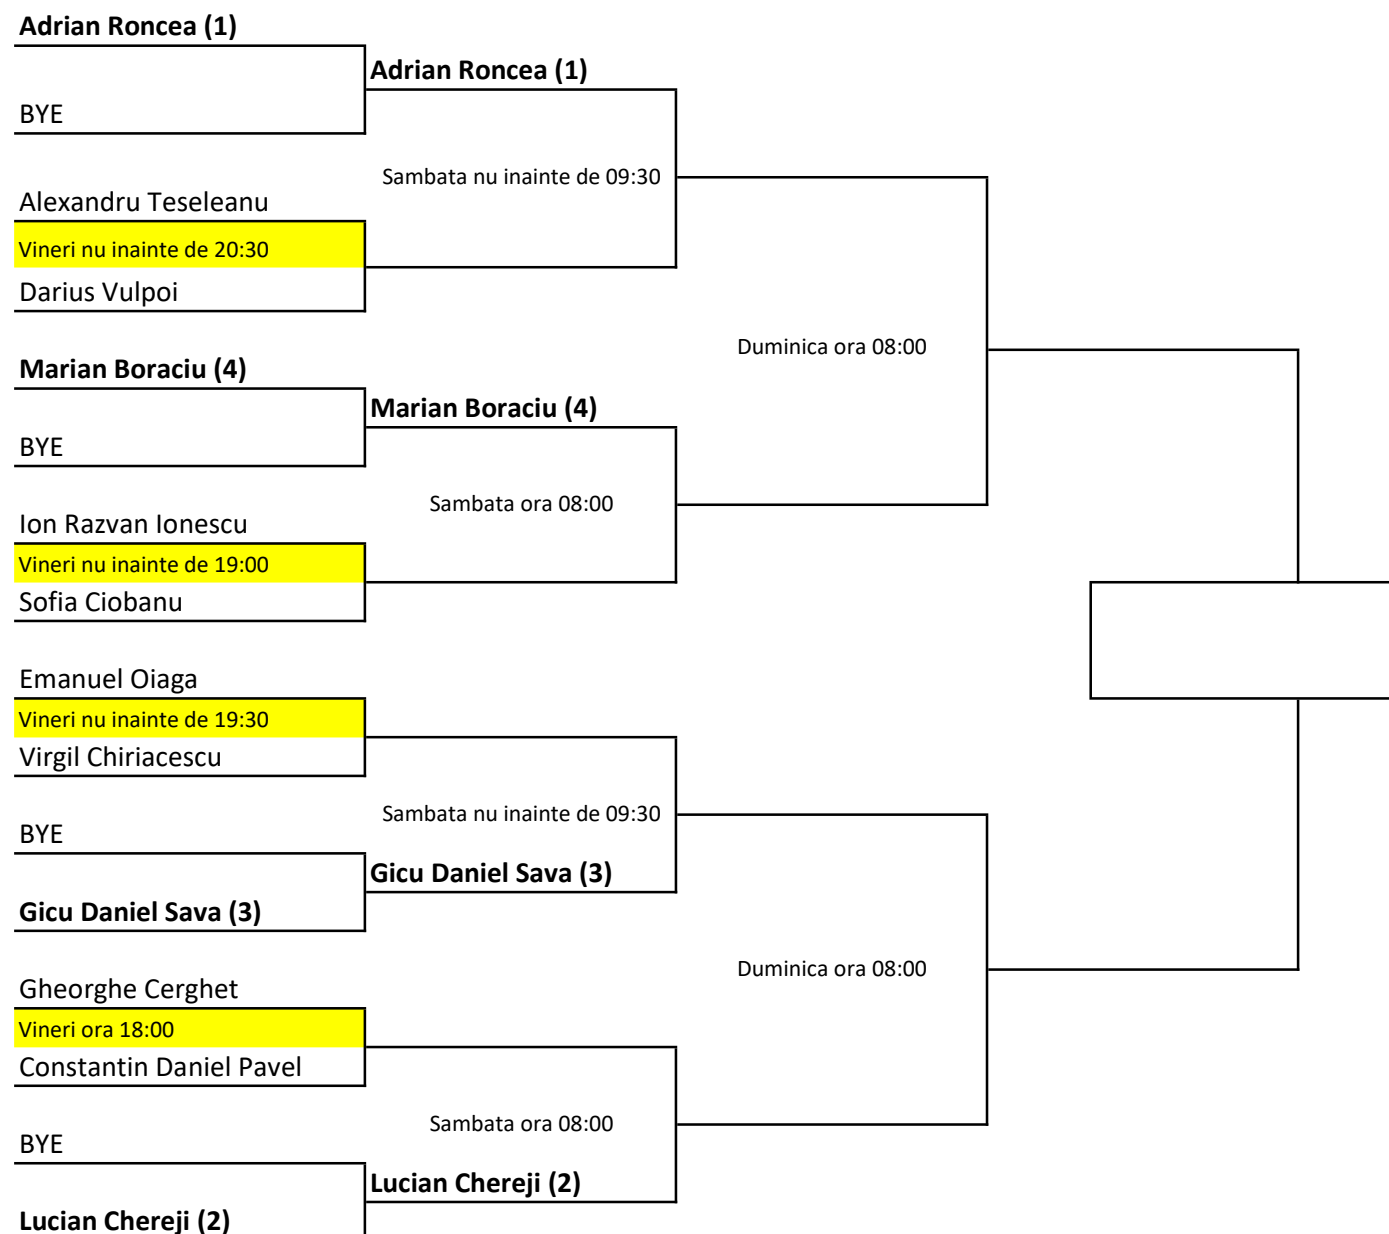 Adrian Roncea (1)
Adrian Roncea (1)
BYE
Sambata nu inainte de 09:30
Alexandru Teseleanu
Vineri nu inainte de 20:30
Darius Vulpoi
Duminica ora 08:00
Marian Boraciu (4)
Marian Boraciu (4)
BYE
Sambata ora 08:00
Ion Razvan Ionescu
Vineri nu inainte de 19:00
Sofia Ciobanu
Emanuel Oiaga
Vineri nu inainte de 19:30
Virgil Chiriacescu
Sambata nu inainte de 09:30
BYE
Gicu Daniel Sava (3)
Gicu Daniel Sava (3)
Duminica ora 08:00
Gheorghe Cerghet
Vineri ora 18:00
Constantin Daniel Pavel
Sambata ora 08:00
BYE
Lucian Chereji (2)
Lucian Chereji (2)